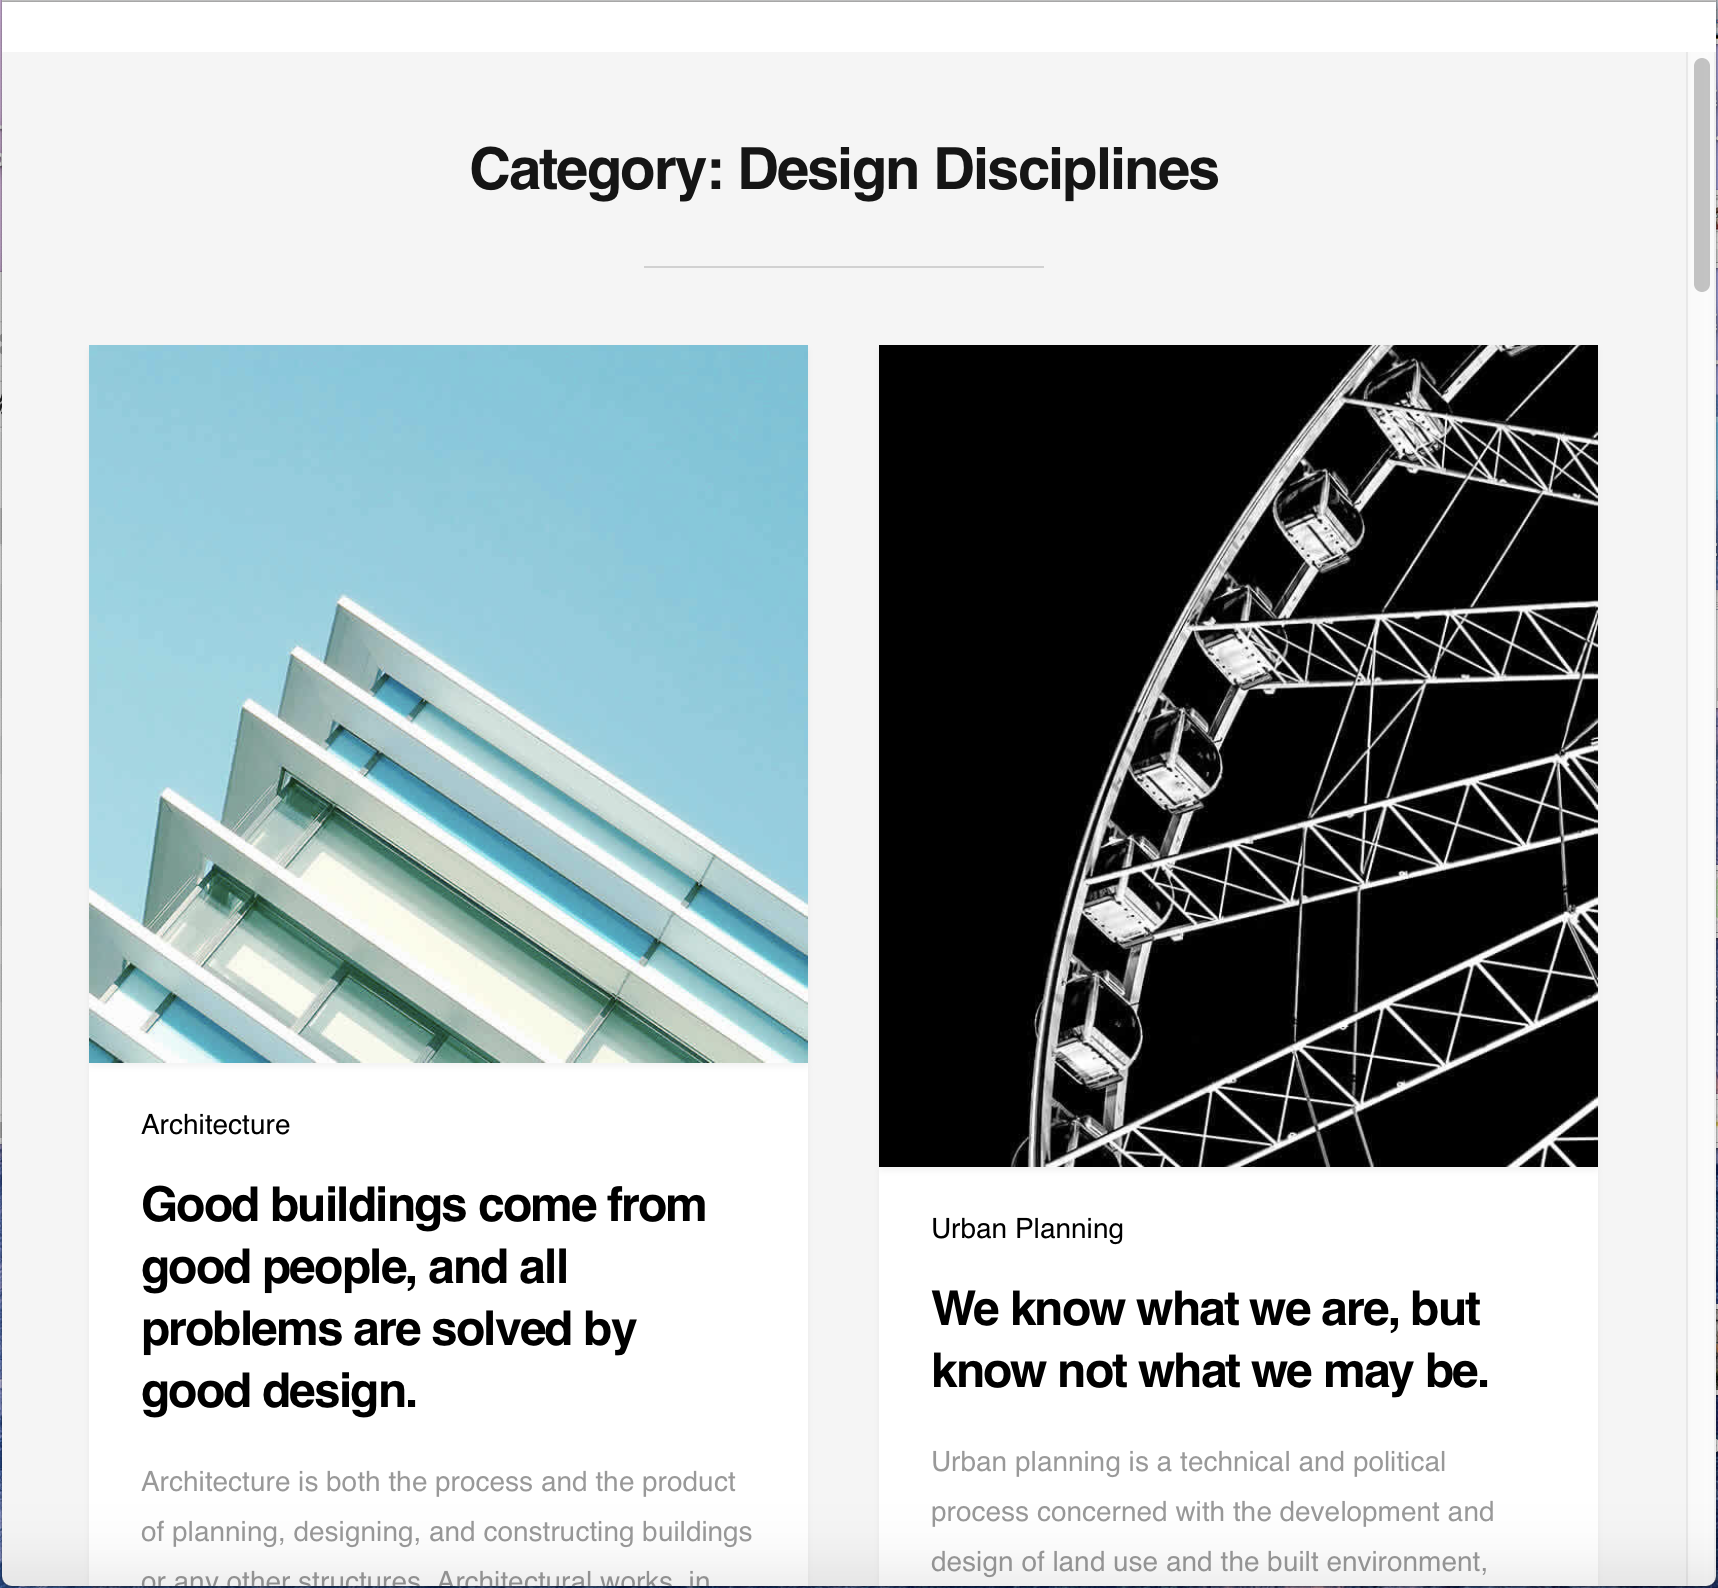 Category: Design Disciplines
Architecture
Good buildings come from
good people, and all
problems are solved by
good design.
Architecture is both the process and the product
of planning, designing, and constructing buildings
or any other structures. Architectural works, in
Urban Planning
We know what we are, but
know not what we may be.
Urban planning is a technical and political
process concerned with the development and
design of land use and the built environment,